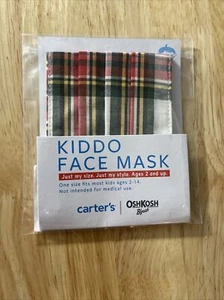 KIDDO
FACE MASK
Just my size. Just my style. Ages 2 and up.
One size fits most kids ages 2-14.
Not intended for medical use.
carter's | OSHKOSH
B'gosh